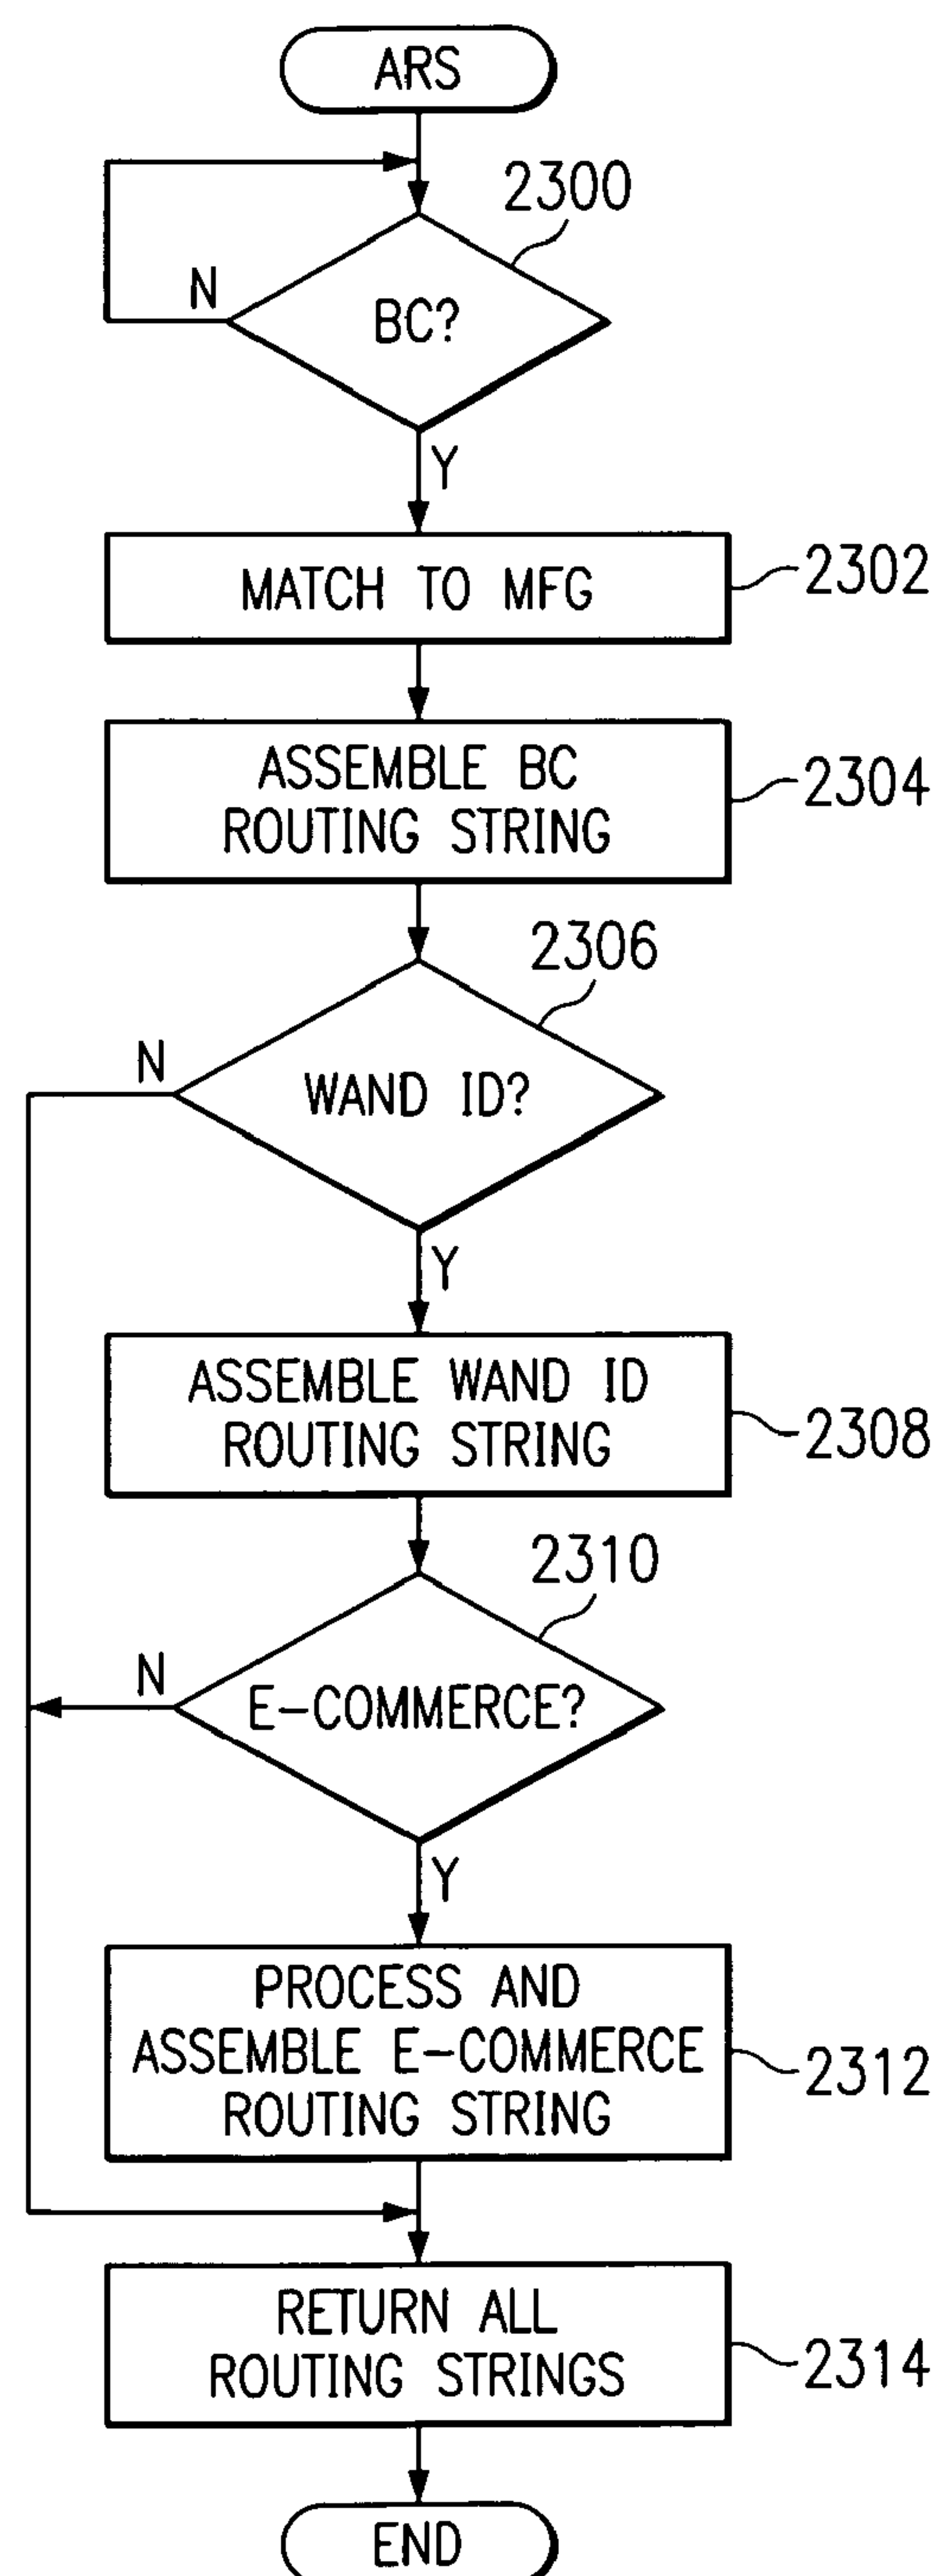 ARS
2300
N
BC?
Y
MATCH TO MFG
2302
ASSEMBLE BC
ROUTING STRING
2304
2306
N
WAND ID?
Y
ASSEMBLE WAND ID
ROUTING STRING
2308
2310
N
E-COMMERCE?
Y
PROCESS AND
ASSEMBLE E-COMMERCE
ROUTING STRING
2312
RETURN ALL
ROUTING STRINGS
2314
END